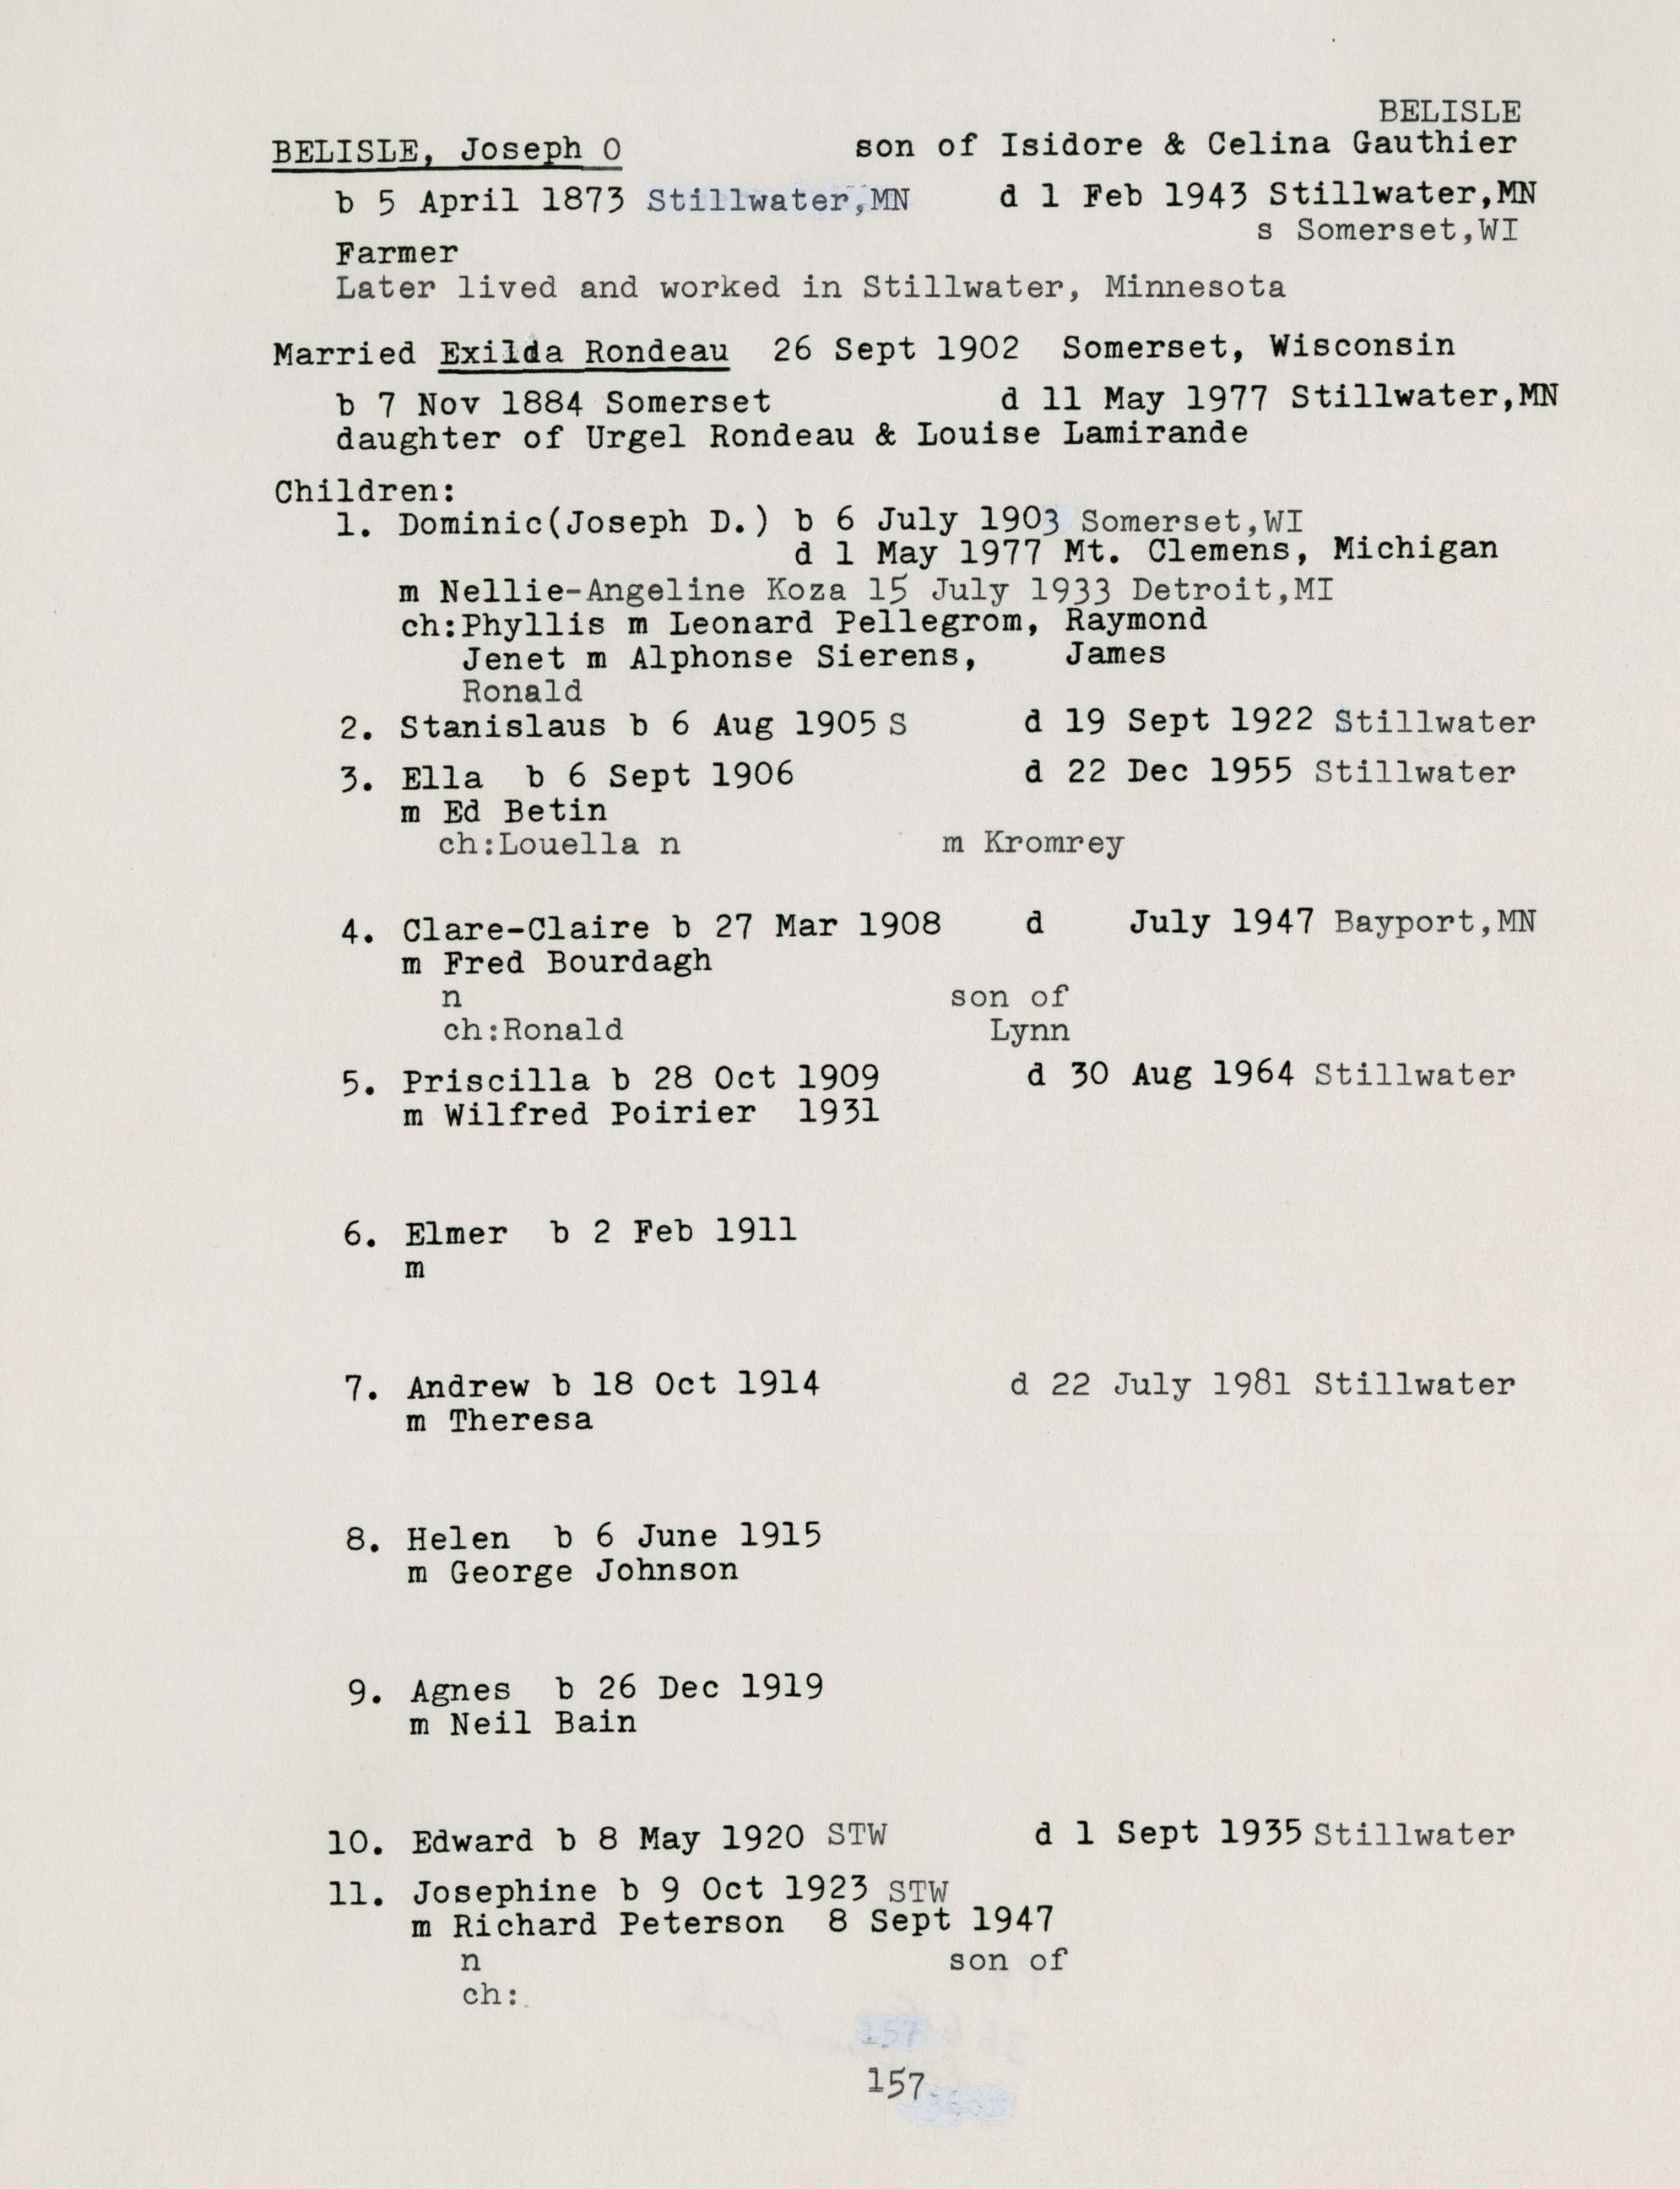 BELISLE
BELISLE, Joseph O son of Isidore & Celina Gauthier
b 5 April 1873 Stillwater,MN d 1 Feb 1943 Stillwater,MN
s Somerset,WI
Farmer
Later lived and worked in Stillwater, Minnesota
Married Exilda Rondeau 26 Sept 1902 Somerset, Wisconsin
b 7 Nov 1884 Somerset d 11 May 1977 Stillwater,MN
daughter of Urgel Rondeau & Louise Lamirande
Children:
1. Dominic(Joseph D.) b 6 July 1903 Somerset,WI
d 1 May 1977 Mt. Clemens, Michigan
m Nellie-Angeline Koza 15 July 1933 Detroit,MI
ch:Phyllis m Leonard Pellegrom, Raymond
Jenet m Alphonse Sierens, James
Ronald
2. Stanislaus b 6 Aug 1905 S d 19 Sept 1922 Stillwater
3. Ella b 6 Sept 1906 d 22 Dec 1955 Stillwater
m Ed Betin
ch:Louella n m Kromrey
4. Clare-Claire b 27 Mar 1908 d July 1947 Bayport,MN
m Fred Bourdagh
n son of
ch:Ronald Lynn
5. Priscilla b 28 Oct 1909 d 30 Aug 1964 Stillwater
m Wilfred Poirier 1931
6. Elmer b 2 Feb 1911
m
7. Andrew b 18 Oct 1914 d 22 July 1981 Stillwater
m Theresa
8. Helen b 6 June 1915
m George Johnson
9. Agnes b 26 Dec 1919
m Neil Bain
10. Edward b 8 May 1920 STW d 1 Sept 1935 Stillwater
11. Josephine b 9 Oct 1923 STW
m Richard Peterson 8 Sept 1947
n son of
ch:
157
157